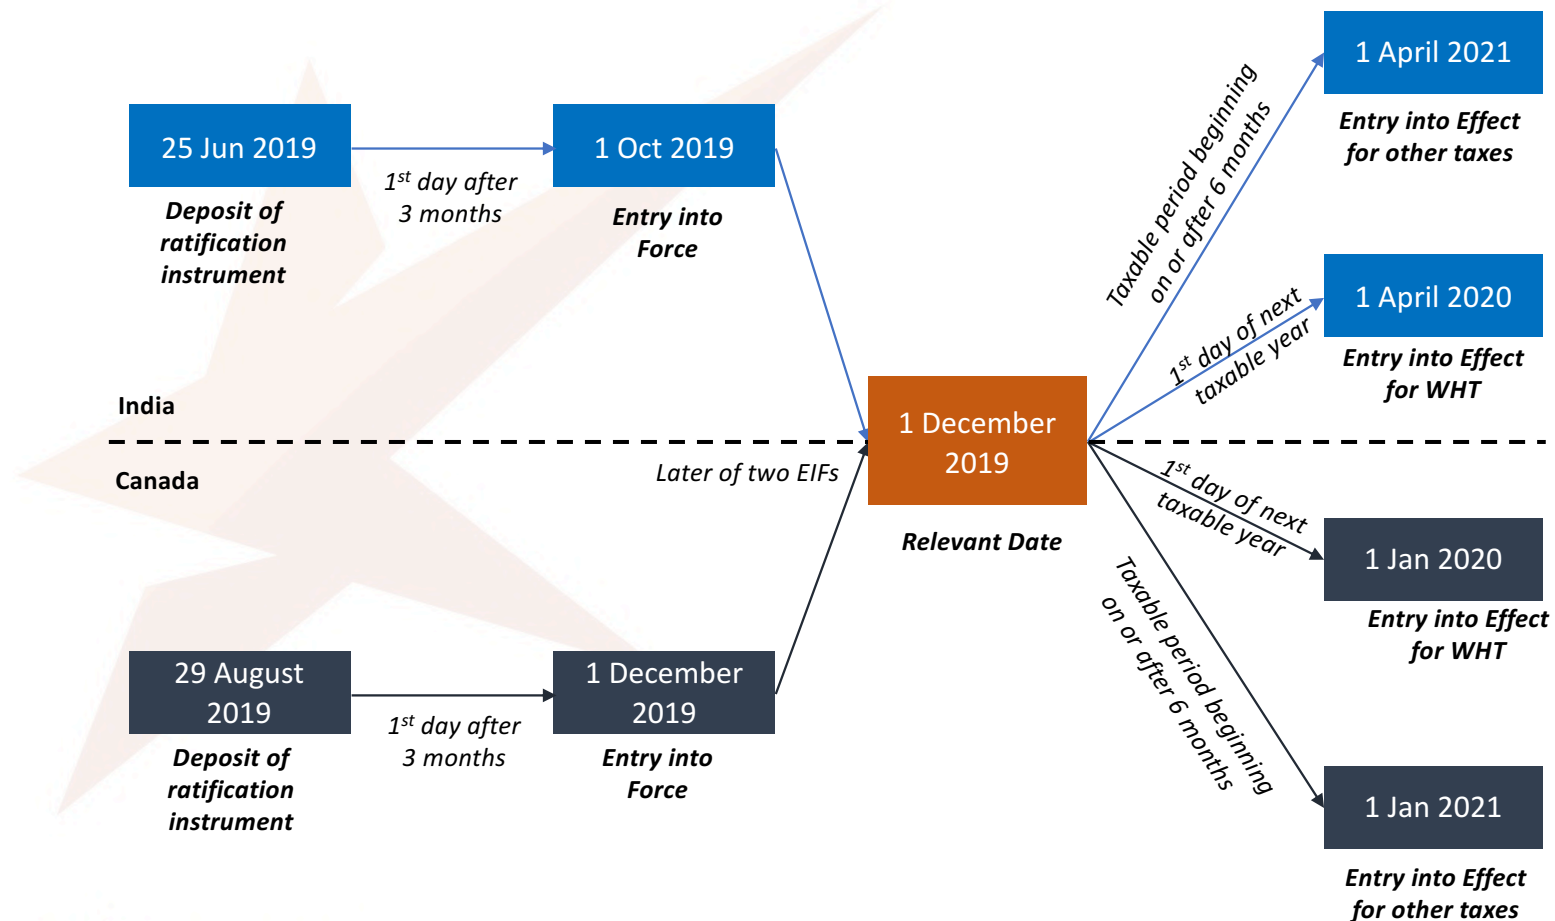 25 Jun 2019
Deposit of
ratification
instrument
1st day after
3 months
1 Oct 2019
Entry into
Force
Taxable period beginning
on or after 6 months
1 April 2021
Entry into Effect
for other taxes
1st day of next
taxable year
1 April 2020
Entry into Effect
for WHT
India
Canada
Later of two EIFs
1 December
2019
Relevant Date
1st day of next
taxable year
1 Jan 2020
Entry into Effect
for WHT
29 August
2019
Deposit of
ratification
instrument
1st day after
3 months
1 December
2019
Entry into
Force
Taxable period beginning
on or after 6 months
1 Jan 2021
Entry into Effect
for other taxes